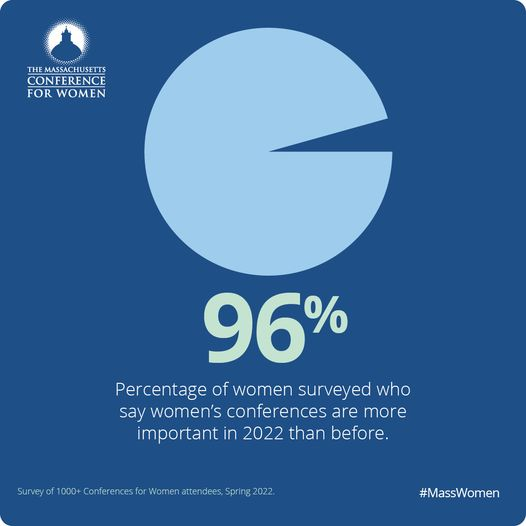 THE MASSACHUSETTS
CONFERENCE
FOR WOMEN
96%
Percentage of women surveyed who
say women’s conferences are more
important in 2022 than before.
Survey of 1000+ Conferences for Women attendees, Spring 2022.
#MassWomen